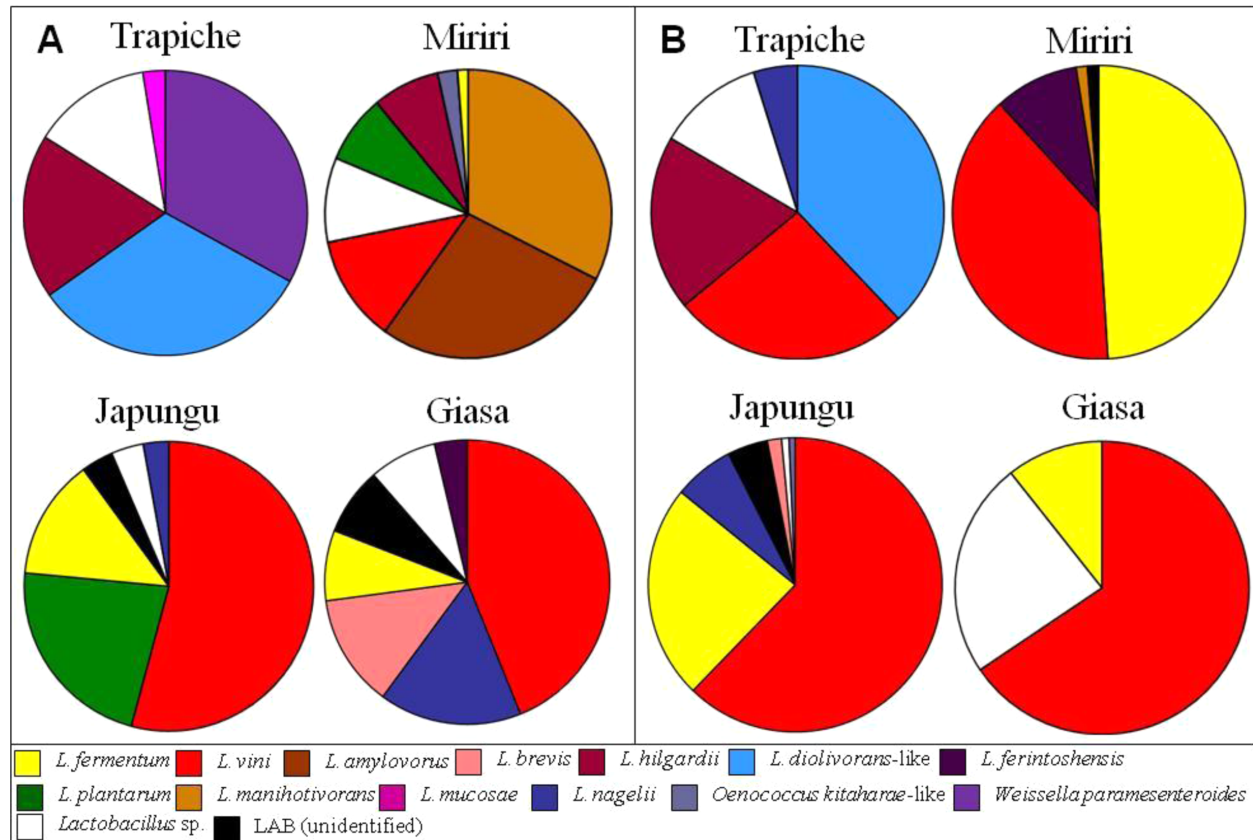 A
Trapiche
Miriri
Japungu
Giasa
B
Trapiche
Miriri
Japungu
Giasa
L. fermentum L. vini L. amylovorus L. brevis L. hilgardii L. diolivorans-like L. ferintoshensis
L. plantarum L. manihotivorans L. mucosae L. nagelii Oenococcus kitaharae-like Weissella paramesenteroides
Lactobacillus sp. LAB (unidentified)